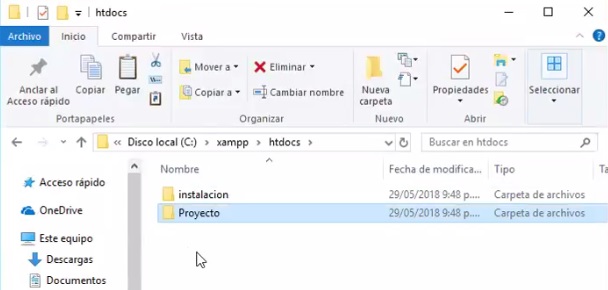 htdocs
Archivo Inicio Compartir Vista
Anclar al Acceso rápido
Copiar
Pegar
Mover a
Copiar a
Eliminar
Cambiar nombre
Nueva carpeta
Propiedades
Seleccionar
Portapapeles Organizar Nuevo Abrir
« Disco local (C:) › xampp › htdocs ›
Buscar en htdocs
Nombre Fecha de modifica... Tipo Ta
Acceso rápido
OneDrive
Este equipo
Descargas
Documentos
instalacion 29/05/2018 9:48 p.... Carpeta de archivos
Proyecto 29/05/2018 9:48 p.... Carpeta de archivos